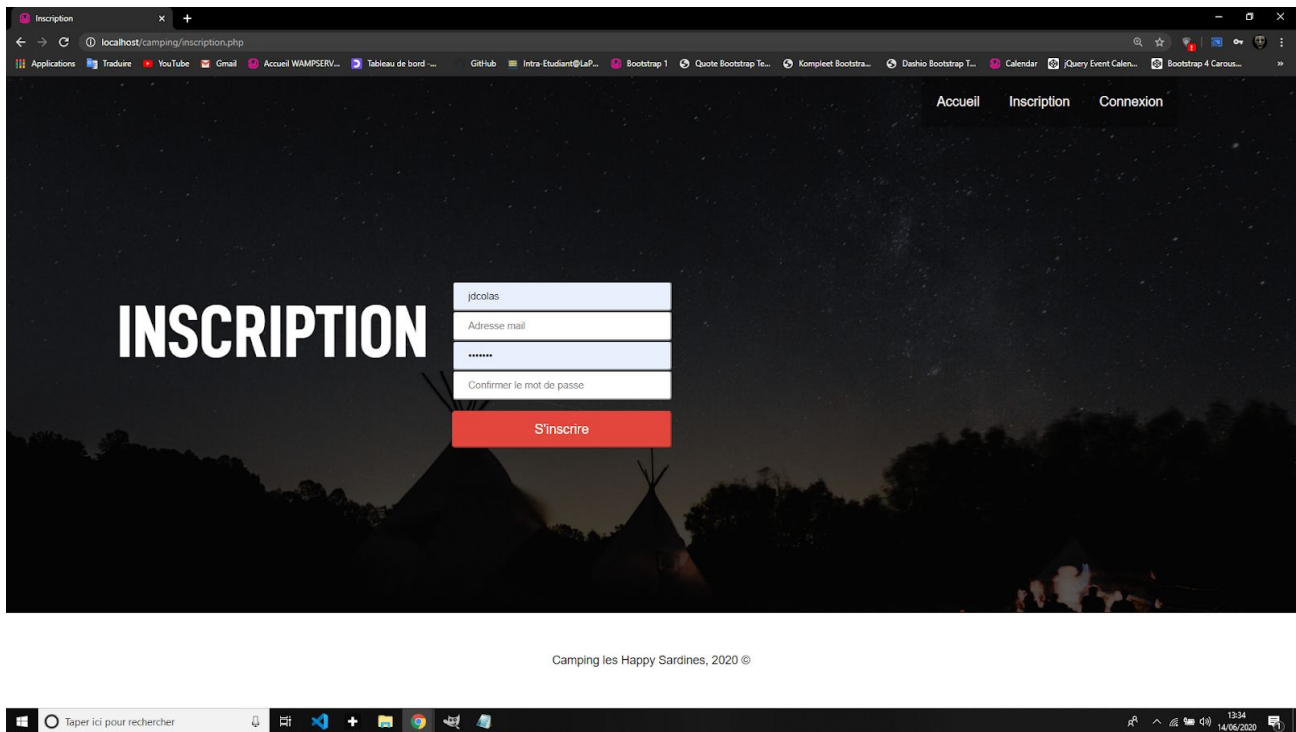 Inscription
localhost/camping/inscription.php
Applications Traduire YouTube Gmail Accueil WAMPSERV... Tableau de bord -... GitHub Intra-Etudiant@LaP... Bootstrap 1 Quote Bootstrap Te... Kompleet Bootstra... Dashio Bootstrap T... Calendar jQuery Event Calen... Bootstrap 4 Carous... »
Accueil Inscription Connexion
INSCRIPTION
jdcolas
Adresse mail
•••••••
Confirmer le mot de passe
S'inscrire
Camping les Happy Sardines, 2020 ©
Taper ici pour rechercher
13:34
14/06/2020